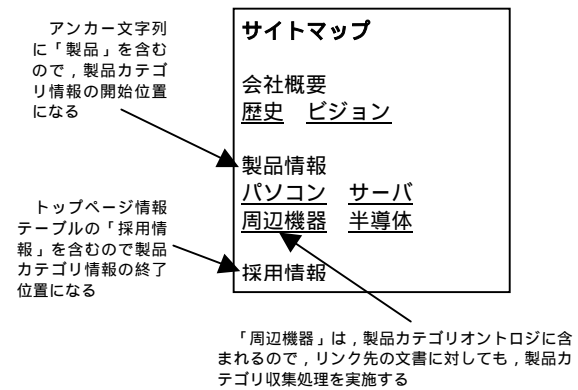 アンカー文字列
に「製品」を含む
ので，製品カテゴ
リ情報の開始位置
になる
トップページ情報
テーブルの「採用情
報」を含むので製品
カテゴリ情報の終了
位置になる
サイトマップ
会社概要
歴史 ビジョン
製品情報
パソコン サーバ
周辺機器 半導体
採用情報
「周辺機器」は，製品カテゴリオントロジに含
まれるので，リンク先の文書に対しても，製品カ
テゴリ収集処理を実施する